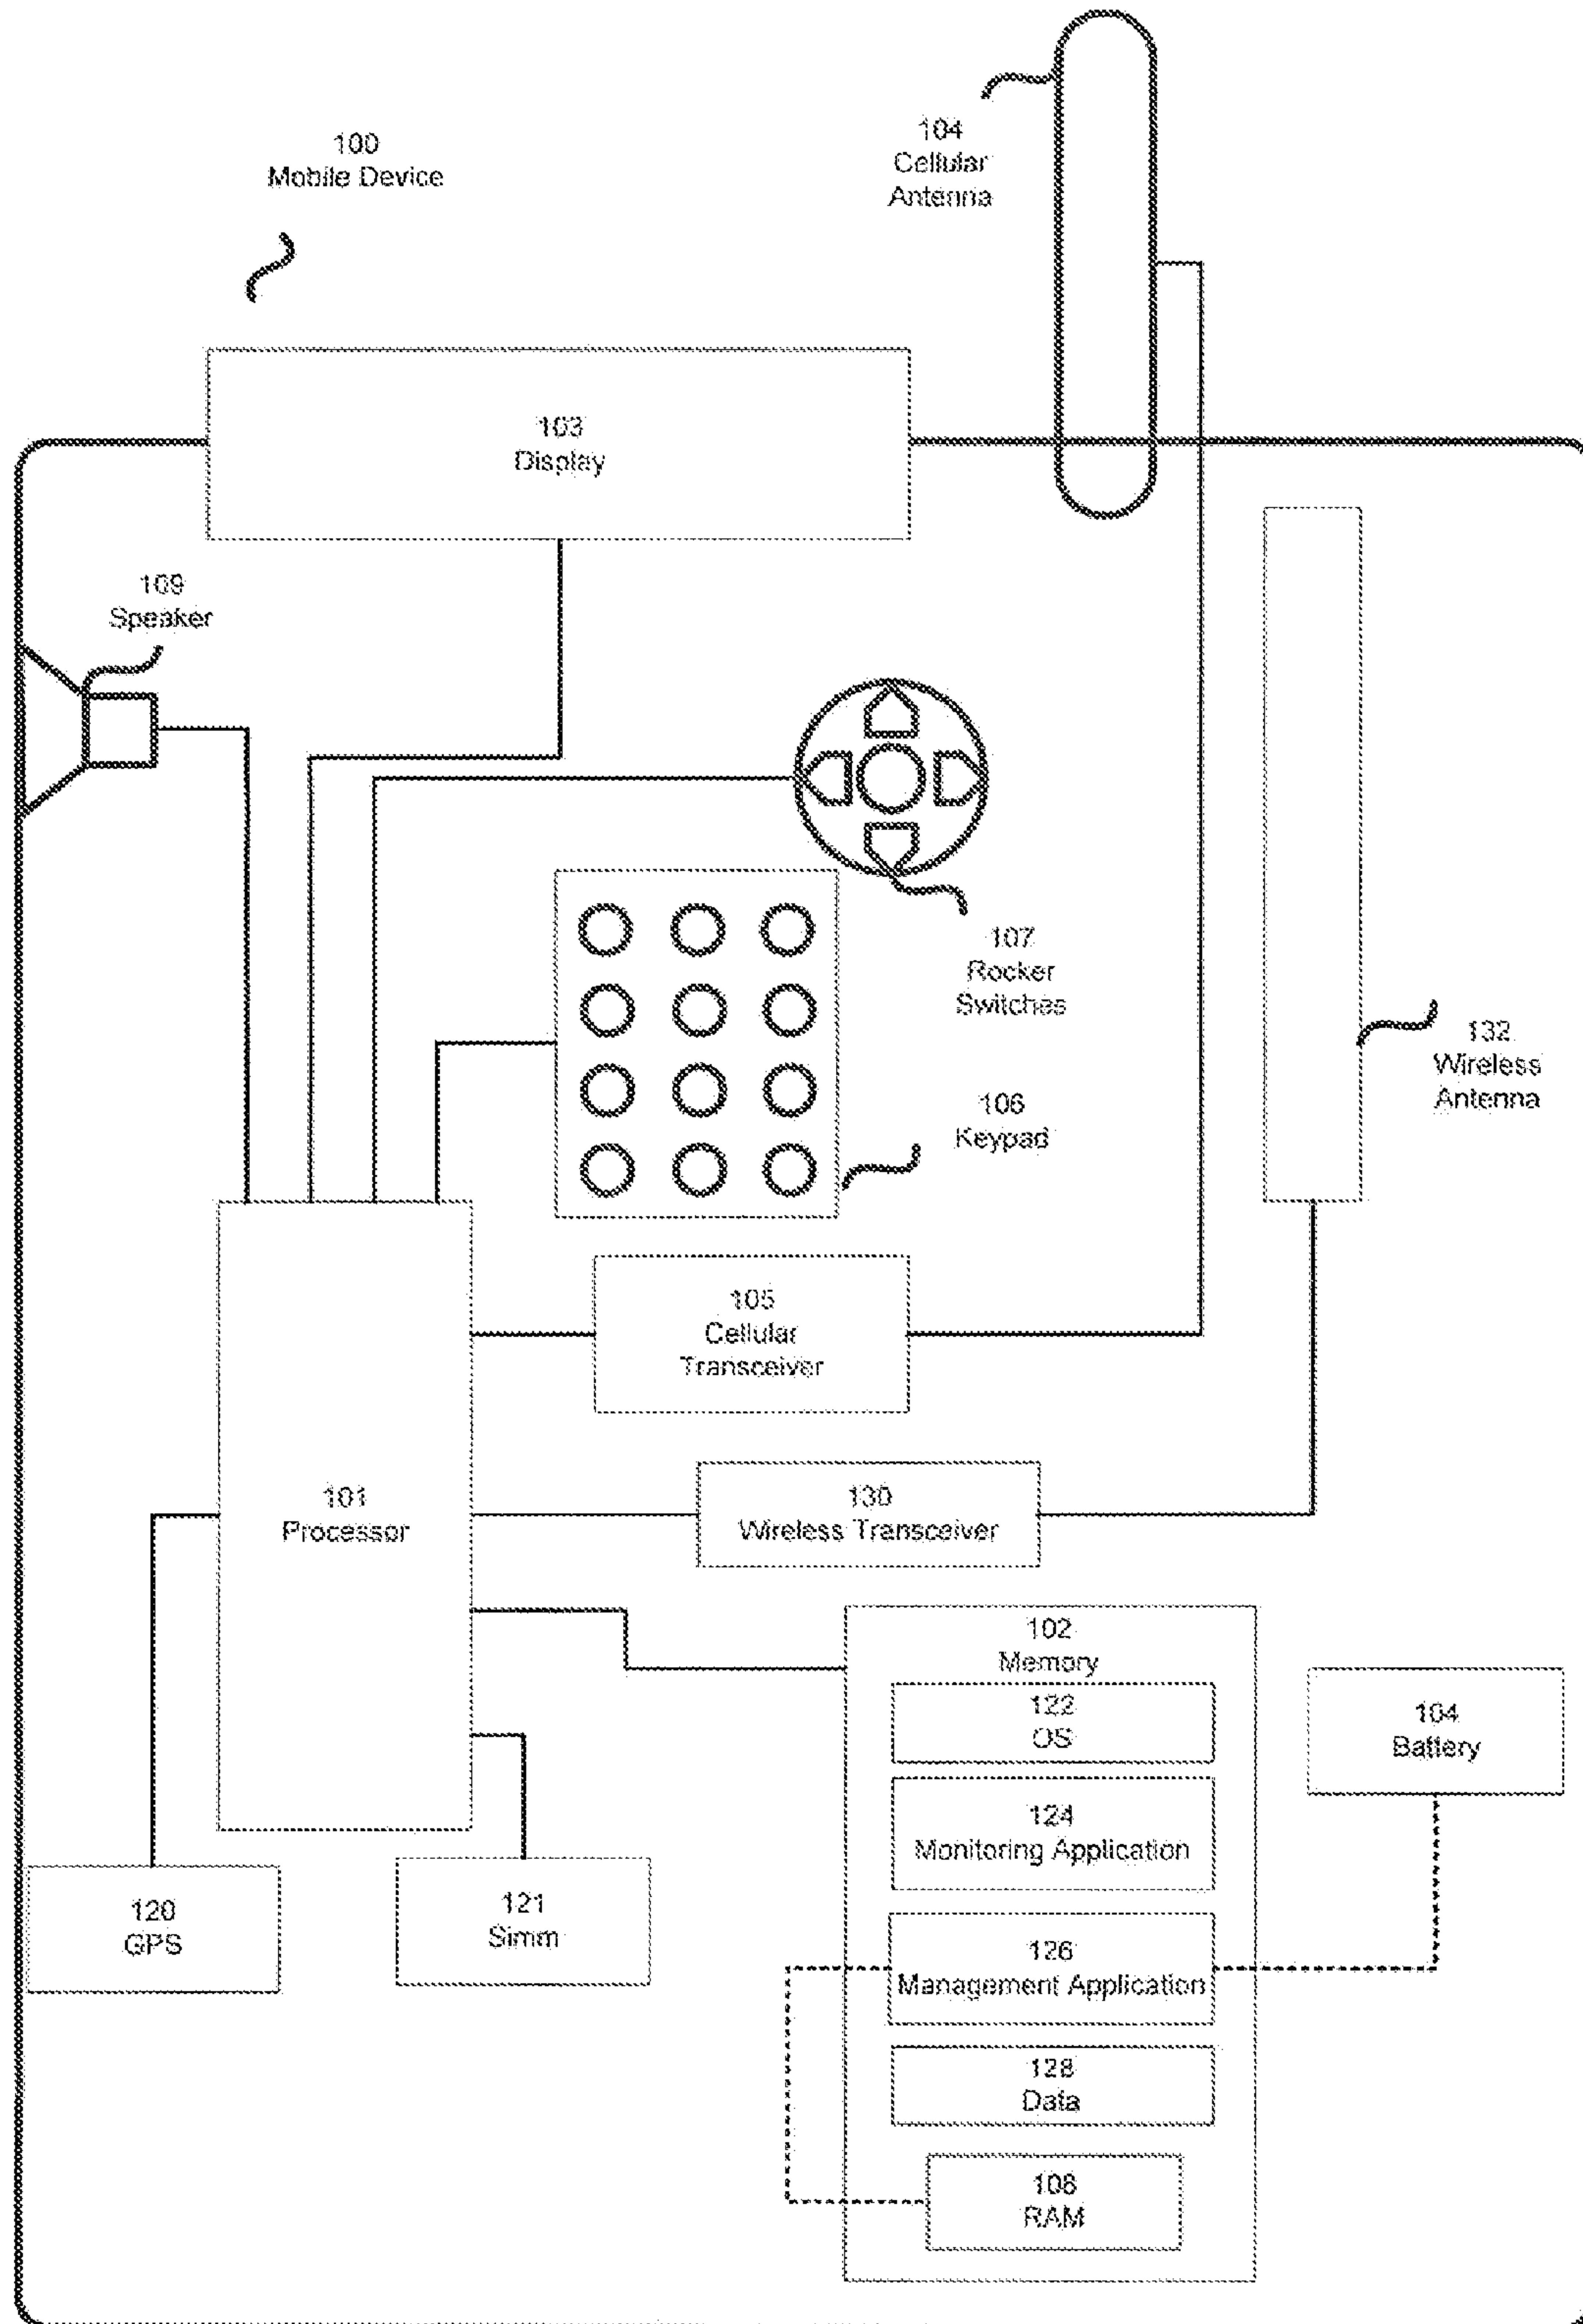 100
Mobile Device
104
Cellular
Antenna
103
Display
109
Speaker
107
Rocker
Switches
132
Wireless
Antenna
106
Keypad
105
Cellular
Transceiver
101
Processor
130
Wireless Transceiver
102
Memory
122
OS
104
Battery
124
Monitoring Application
120
GPS
121
Simm
126
Management Application
128
Data
108
RAM